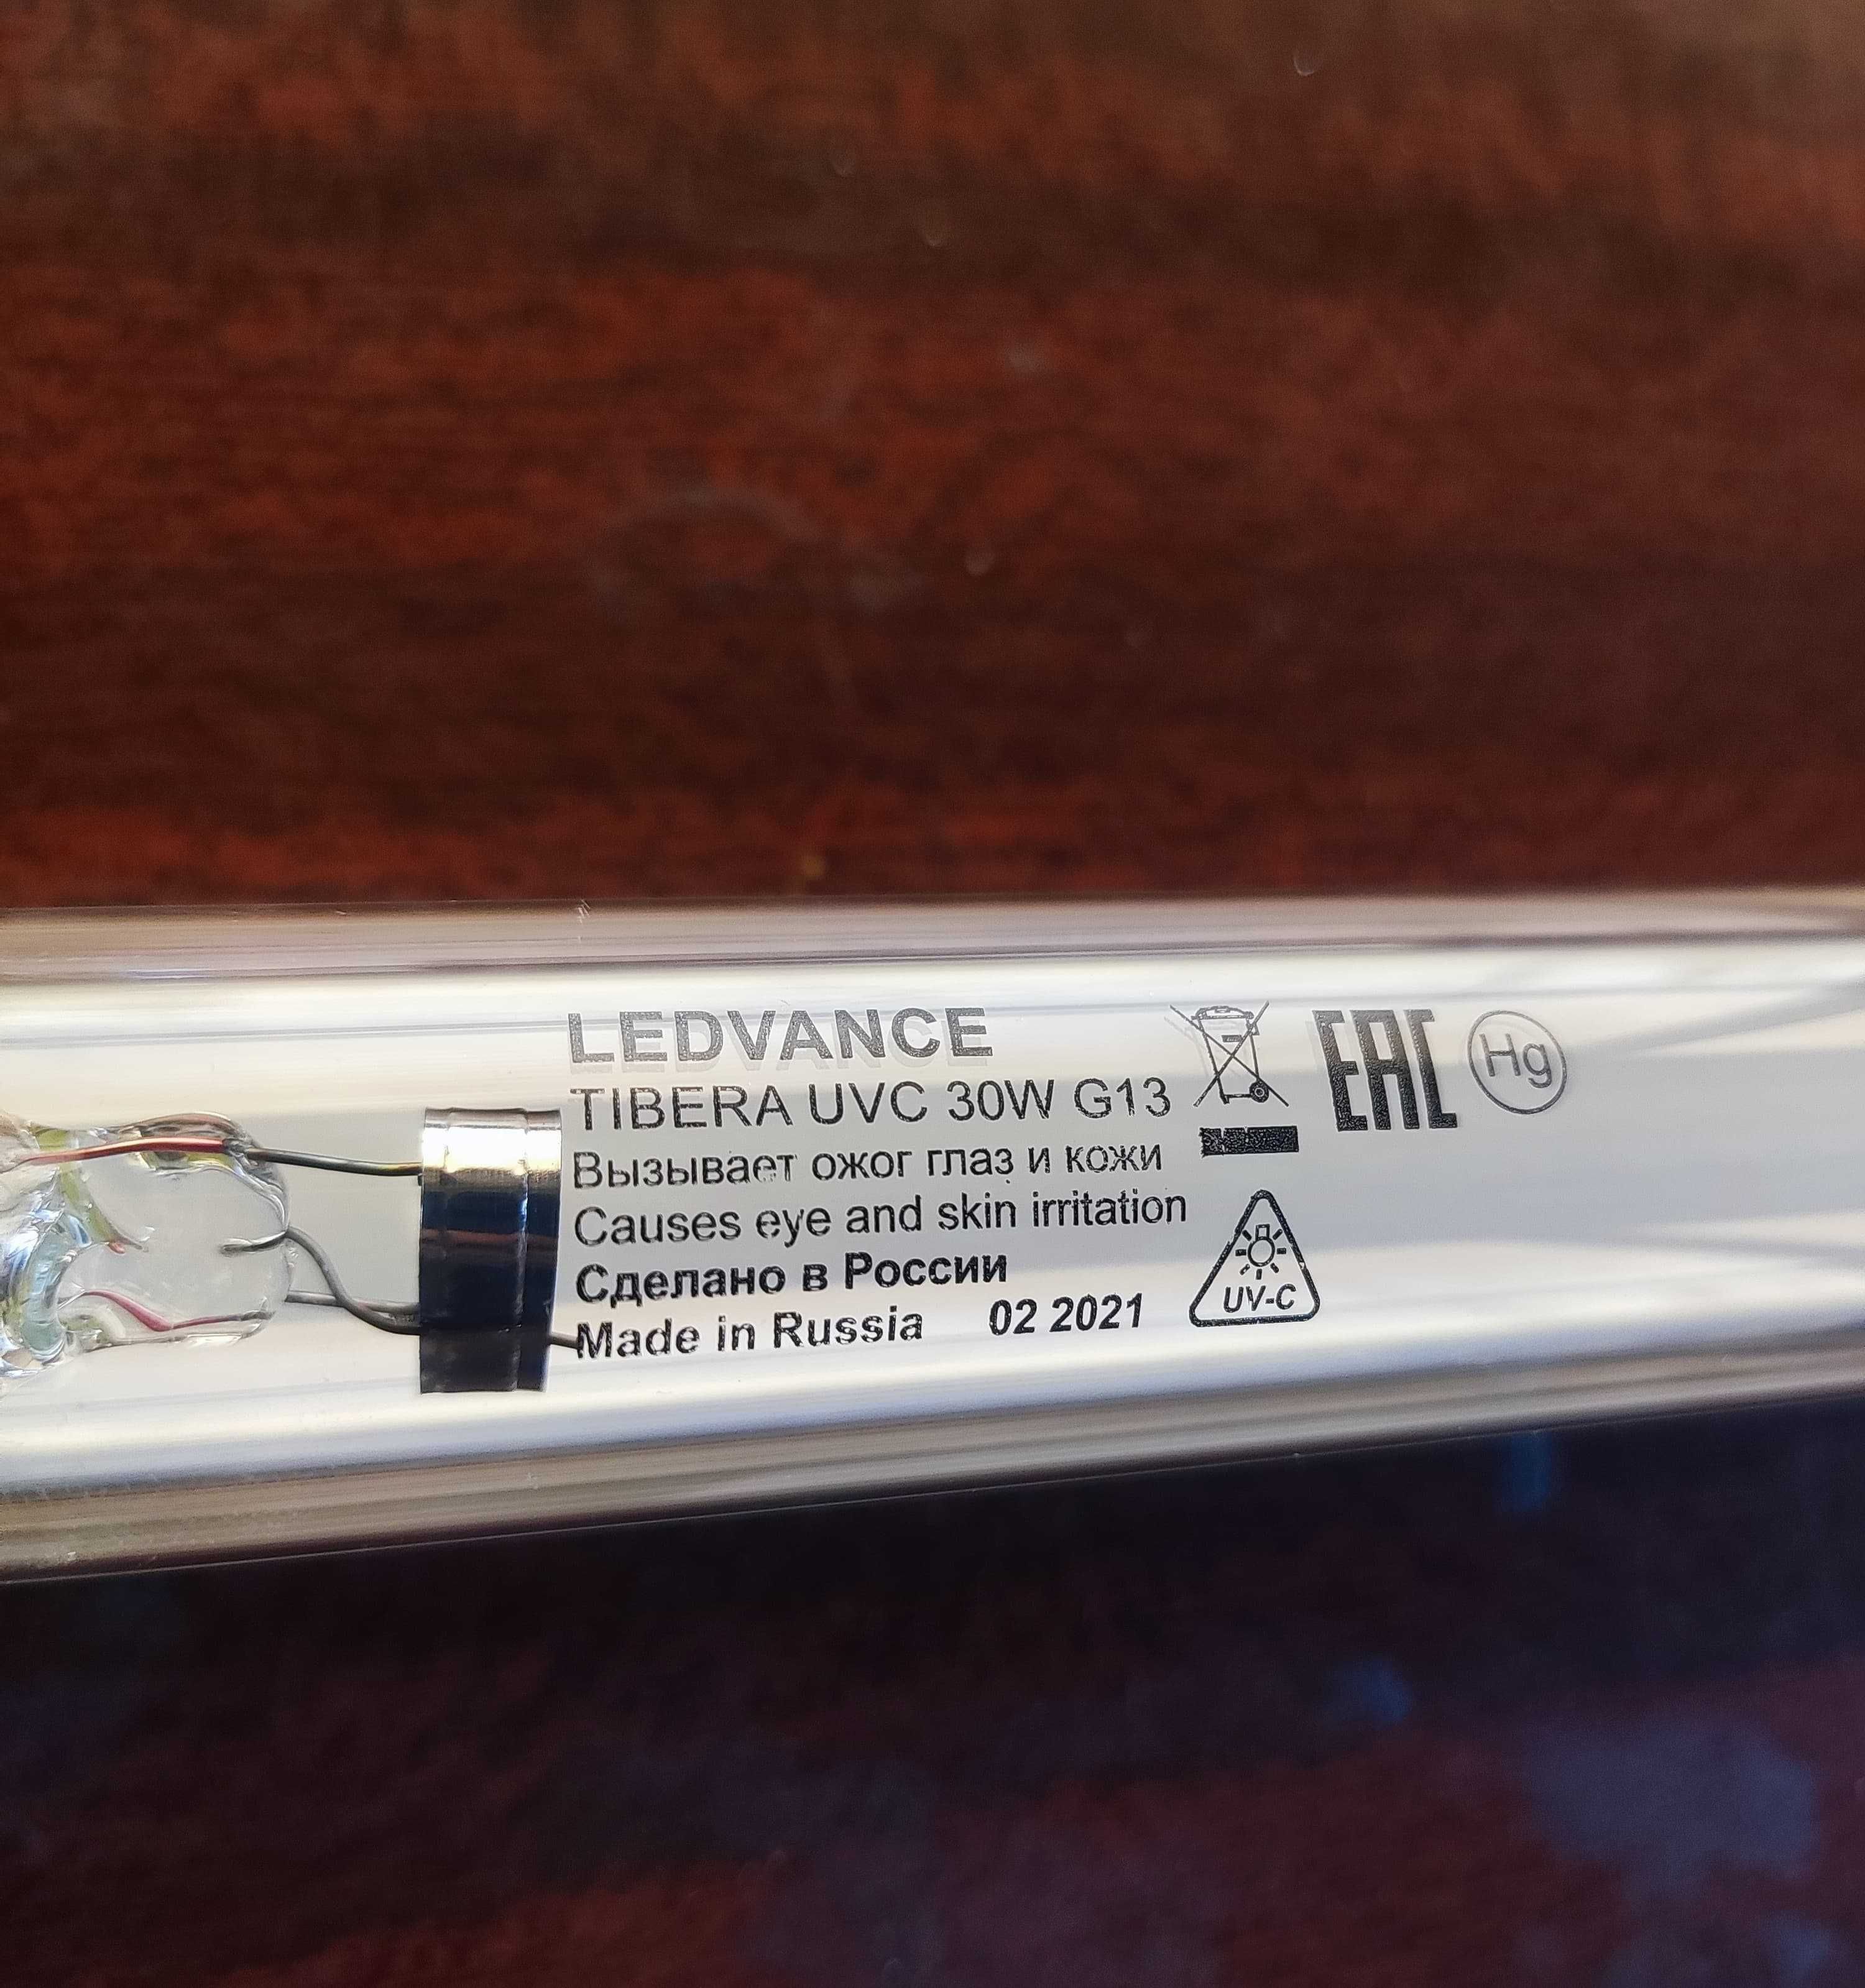 LEDVANCE
TIBERA UVC 30W G13
Вызывает ожог глаз и кожи
Causes eye and skin irritation
Сделано в России
Made in Russia 02 2021
EAC
Hg
UV-C